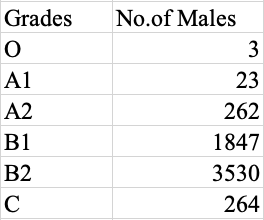 Grades No.of Males
O 3
A1 23
A2 262
B1 1847
B2 3530
C 264